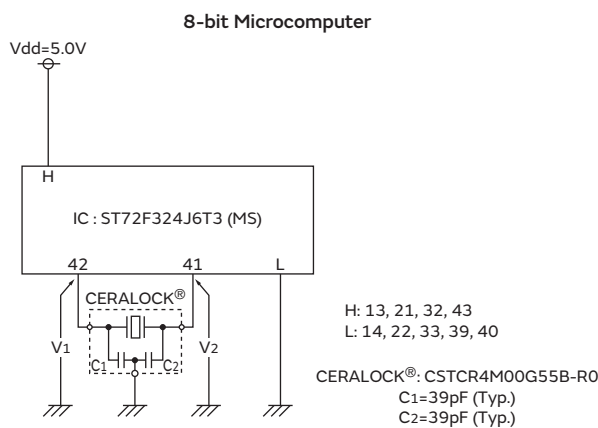 8-bit Microcomputer
Vdd=5.0V
H
IC : ST72F324J6T3 (MS)
42 41 L
CERALOCK®
V1 C1 C2 V2
H: 13, 21, 32, 43
L: 14, 22, 33, 39, 40
CERALOCK®: CSTCR4M00G55B-R0
C1=39pF (Typ.)
C2=39pF (Typ.)